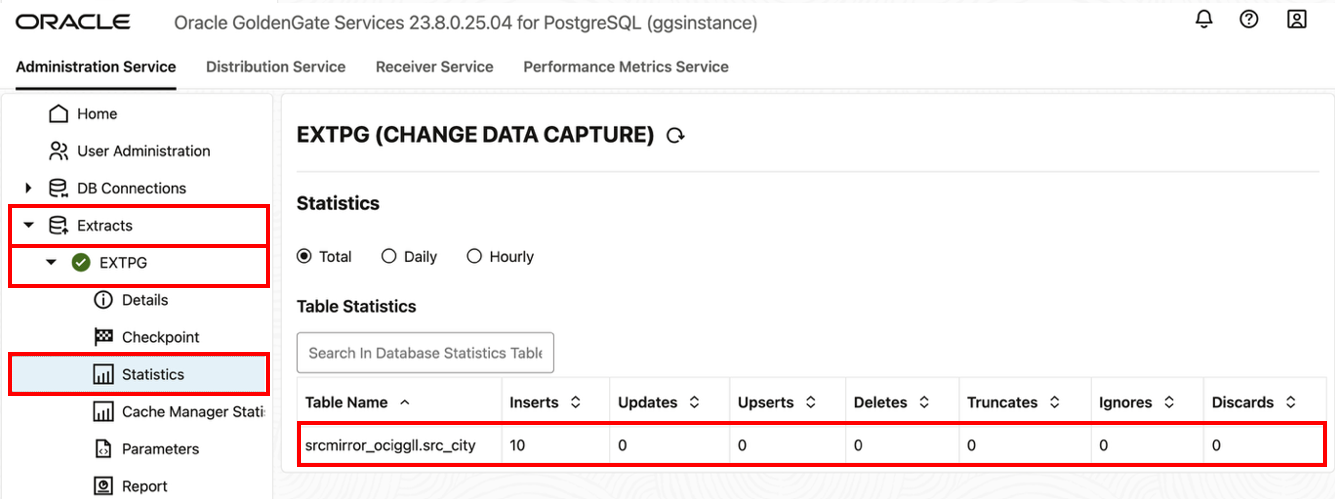 ORACLE Oracle GoldenGate Services 23.8.0.25.04 for PostgreSQL (ggsinstance)
Administration Service Distribution Service Receiver Service Performance Metrics Service
Home
User Administration
DB Connections
Extracts
EXTPG
Details
Checkpoint
Statistics
Cache Manager Stati
Parameters
Report
EXTPG (CHANGE DATA CAPTURE)
Statistics
Total Daily Hourly
Table Statistics
Search In Database Statistics Table
Table Name Inserts Updates Upserts Deletes Truncates Ignores Discards
srcmirror_ociggll.src_city 10 0 0 0 0 0 0